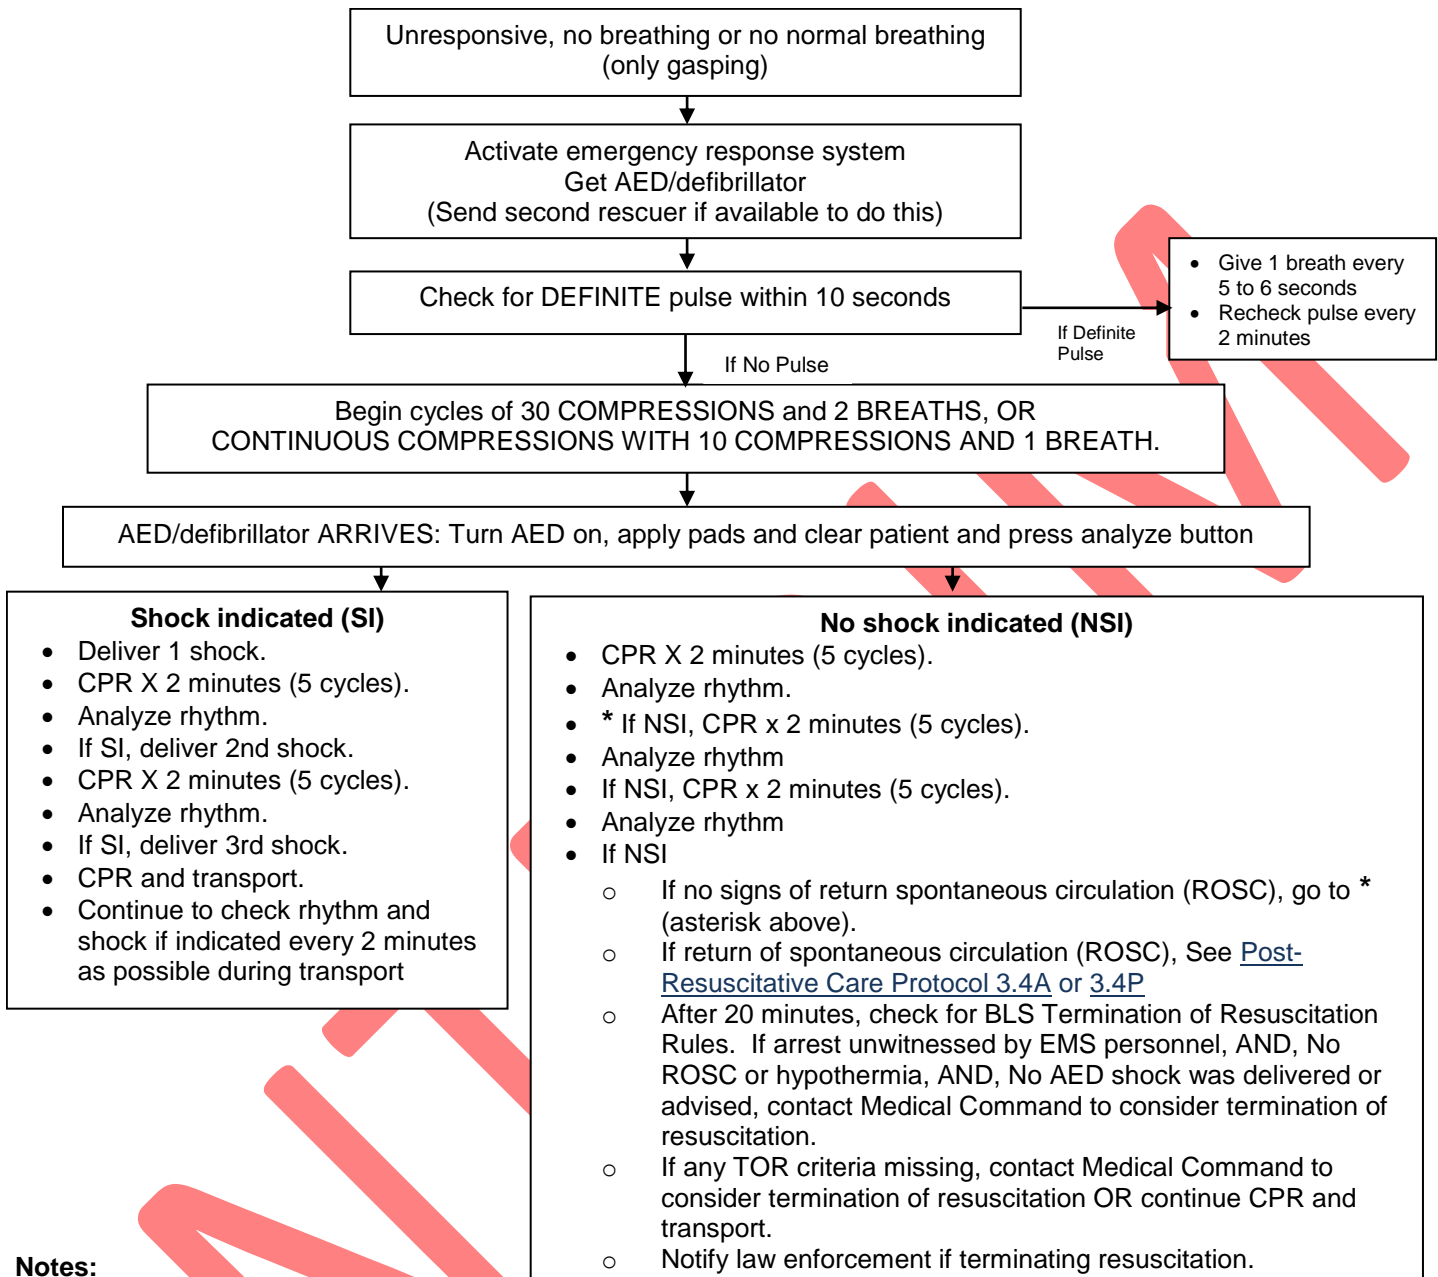 Unresponsive, no breathing or no normal breathing
(only gasping)
Activate emergency response system
Get AED/defibrillator
(Send second rescuer if available to do this)
Check for DEFINITE pulse within 10 seconds
If Definite
Pulse
• Give 1 breath every
5 to 6 seconds
• Recheck pulse every
2 minutes
If No Pulse
Begin cycles of 30 COMPRESSIONS and 2 BREATHS, OR
CONTINUOUS COMPRESSIONS WITH 10 COMPRESSIONS AND 1 BREATH.
AED/defibrillator ARRIVES: Turn AED on, apply pads and clear patient and press analyze button
Shock indicated (SI)
• Deliver 1 shock.
• CPR X 2 minutes (5 cycles).
• Analyze rhythm.
• If SI, deliver 2nd shock.
• CPR X 2 minutes (5 cycles).
• Analyze rhythm.
• If SI, deliver 3rd shock.
• CPR and transport.
• Continue to check rhythm and
shock if indicated every 2 minutes
as possible during transport
No shock indicated (NSI)
• CPR X 2 minutes (5 cycles).
• Analyze rhythm.
• * If NSI, CPR x 2 minutes (5 cycles).
• Analyze rhythm
• If NSI, CPR x 2 minutes (5 cycles).
• Analyze rhythm
• If NSI
o If no signs of return spontaneous circulation (ROSC), go to *
(asterisk above).
o If return of spontaneous circulation (ROSC), See Post-
Resuscitative Care Protocol 3.4A or 3.4P
o After 20 minutes, check for BLS Termination of Resuscitation
Rules. If arrest unwitnessed by EMS personnel, AND, No
ROSC or hypothermia, AND, No AED shock was delivered or
advised, contact Medical Command to consider termination of
resuscitation.
o If any TOR criteria missing, contact Medical Command to
consider termination of resuscitation OR continue CPR and
transport.
o Notify law enforcement if terminating resuscitation.
Notes: